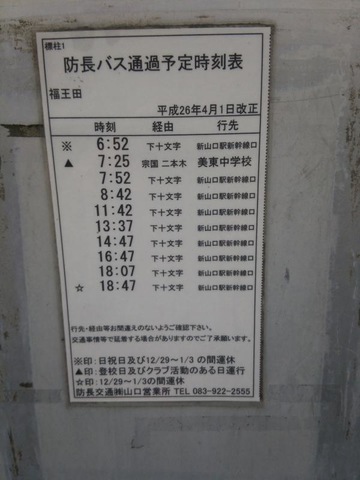 標柱1
防長バス通過予定時刻表
福王田
平成26年4月1日改正
時刻 経由 行先
※ 6:52 下十文字 新山口駅新幹線口
▲ 7:25 宗国 二本木 美東中学校
7:52 下十文字 新山口駅新幹線口
8:42 下十文字 新山口駅新幹線口
11:42 下十文字 新山口駅新幹線口
13:37 下十文字 新山口駅新幹線口
14:47 下十文字 新山口駅新幹線口
16:47 下十文字 新山口駅新幹線口
18:07 下十文字 新山口駅新幹線口
☆ 18:47 下十文字 新山口駅新幹線口
行先・経由等お間違えのないようご確認下さい。
交通事情等で延着する場合がありますのでご了承願います。
※印：日祝日及び12/29～1/3の間運休
▲印：登校日及びクラブ活動のある日運行
☆印：12/29～1/3の間運休
防長交通㈱山口営業所 TEL 083-922-2555